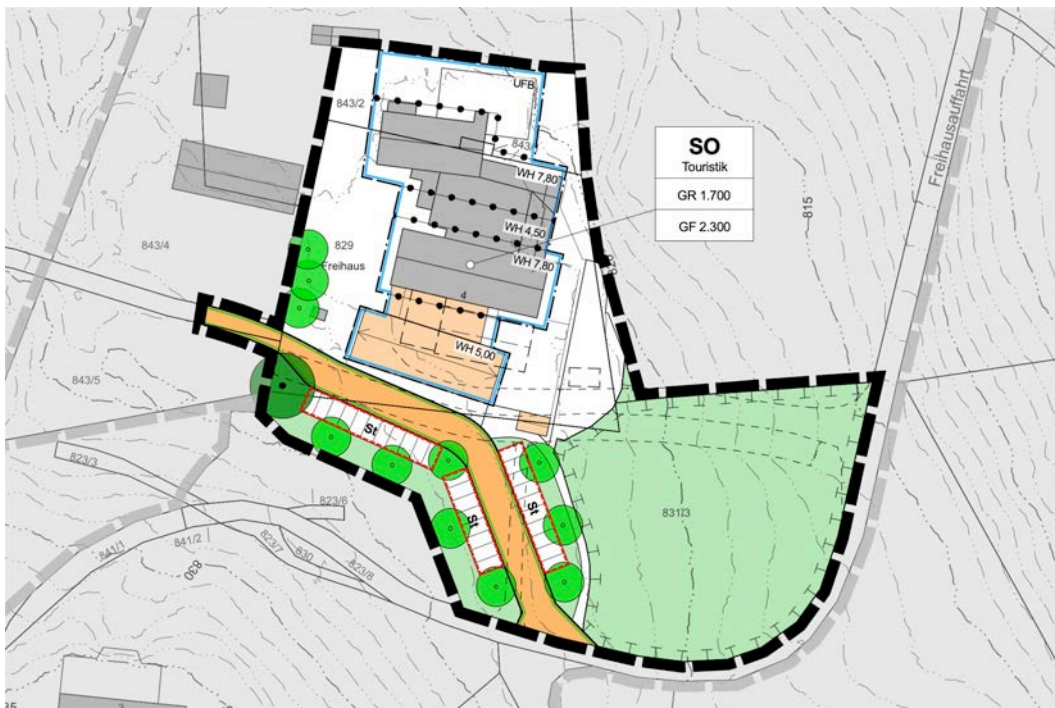 UFB
843/2
843/
SO
Touristik
GR 1.700
GF 2.300
Freihausauffahrt
815
WH 7,80
WH 4,50
WH 7,80
843/4
829
Freihaus
4
WH 5,00
843/5
St
St
St
823/3
823/6
831/3
841/1
841/2
823/7
830
823/8
830
3